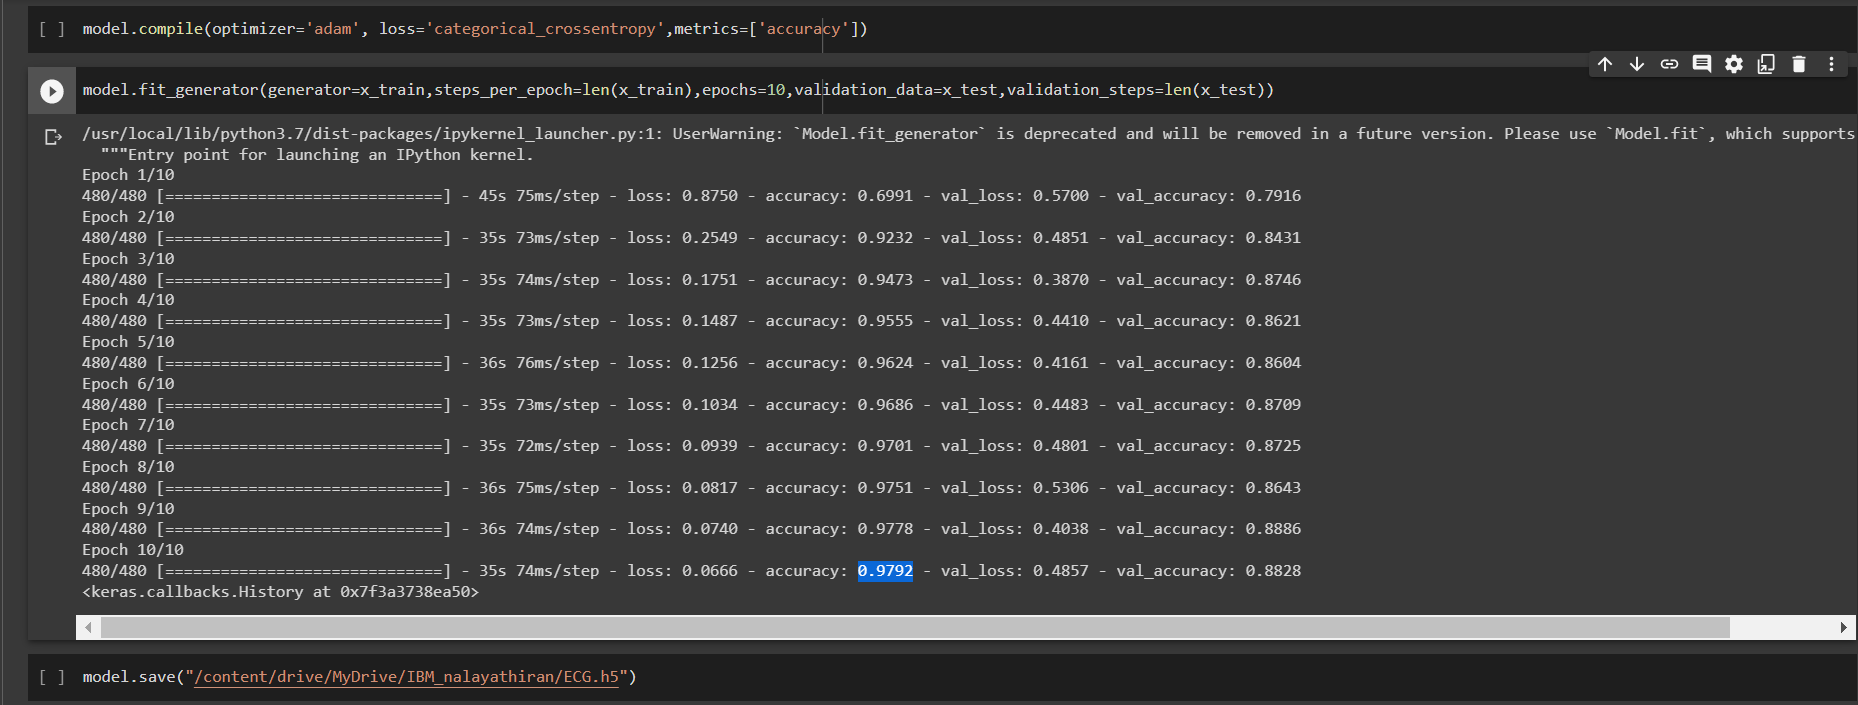 [ ] model.compile(optimizer='adam', loss='categorical_crossentropy',metrics=['accuracy'])
model.fit_generator(generator=x_train,steps_per_epoch=len(x_train),epochs=10,validation_data=x_test,validation_steps=len(x_test))
/usr/local/lib/python3.7/dist-packages/ipykernel_launcher.py:1: UserWarning: `Model.fit_generator` is deprecated and will be removed in a future version. Please use `Model.fit`, which supports
"""Entry point for launching an IPython kernel.
Epoch 1/10
480/480 [==============================] - 45s 75ms/step - loss: 0.8750 - accuracy: 0.6991 - val_loss: 0.5700 - val_accuracy: 0.7916
Epoch 2/10
480/480 [==============================] - 35s 73ms/step - loss: 0.2549 - accuracy: 0.9232 - val_loss: 0.4851 - val_accuracy: 0.8431
Epoch 3/10
480/480 [==============================] - 35s 74ms/step - loss: 0.1751 - accuracy: 0.9473 - val_loss: 0.3870 - val_accuracy: 0.8746
Epoch 4/10
480/480 [==============================] - 35s 73ms/step - loss: 0.1487 - accuracy: 0.9555 - val_loss: 0.4410 - val_accuracy: 0.8621
Epoch 5/10
480/480 [==============================] - 36s 76ms/step - loss: 0.1256 - accuracy: 0.9624 - val_loss: 0.4161 - val_accuracy: 0.8604
Epoch 6/10
480/480 [==============================] - 35s 73ms/step - loss: 0.1034 - accuracy: 0.9686 - val_loss: 0.4483 - val_accuracy: 0.8709
Epoch 7/10
480/480 [==============================] - 35s 72ms/step - loss: 0.0939 - accuracy: 0.9701 - val_loss: 0.4801 - val_accuracy: 0.8725
Epoch 8/10
480/480 [==============================] - 36s 75ms/step - loss: 0.0817 - accuracy: 0.9751 - val_loss: 0.5306 - val_accuracy: 0.8643
Epoch 9/10
480/480 [==============================] - 36s 74ms/step - loss: 0.0740 - accuracy: 0.9778 - val_loss: 0.4038 - val_accuracy: 0.8886
Epoch 10/10
480/480 [==============================] - 35s 74ms/step - loss: 0.0666 - accuracy: 0.9792 - val_loss: 0.4857 - val_accuracy: 0.8828
<keras.callbacks.History at 0x7f3a3738ea50>
[ ] model.save("/content/drive/MyDrive/IBM_nalayathiran/ECG.h5")